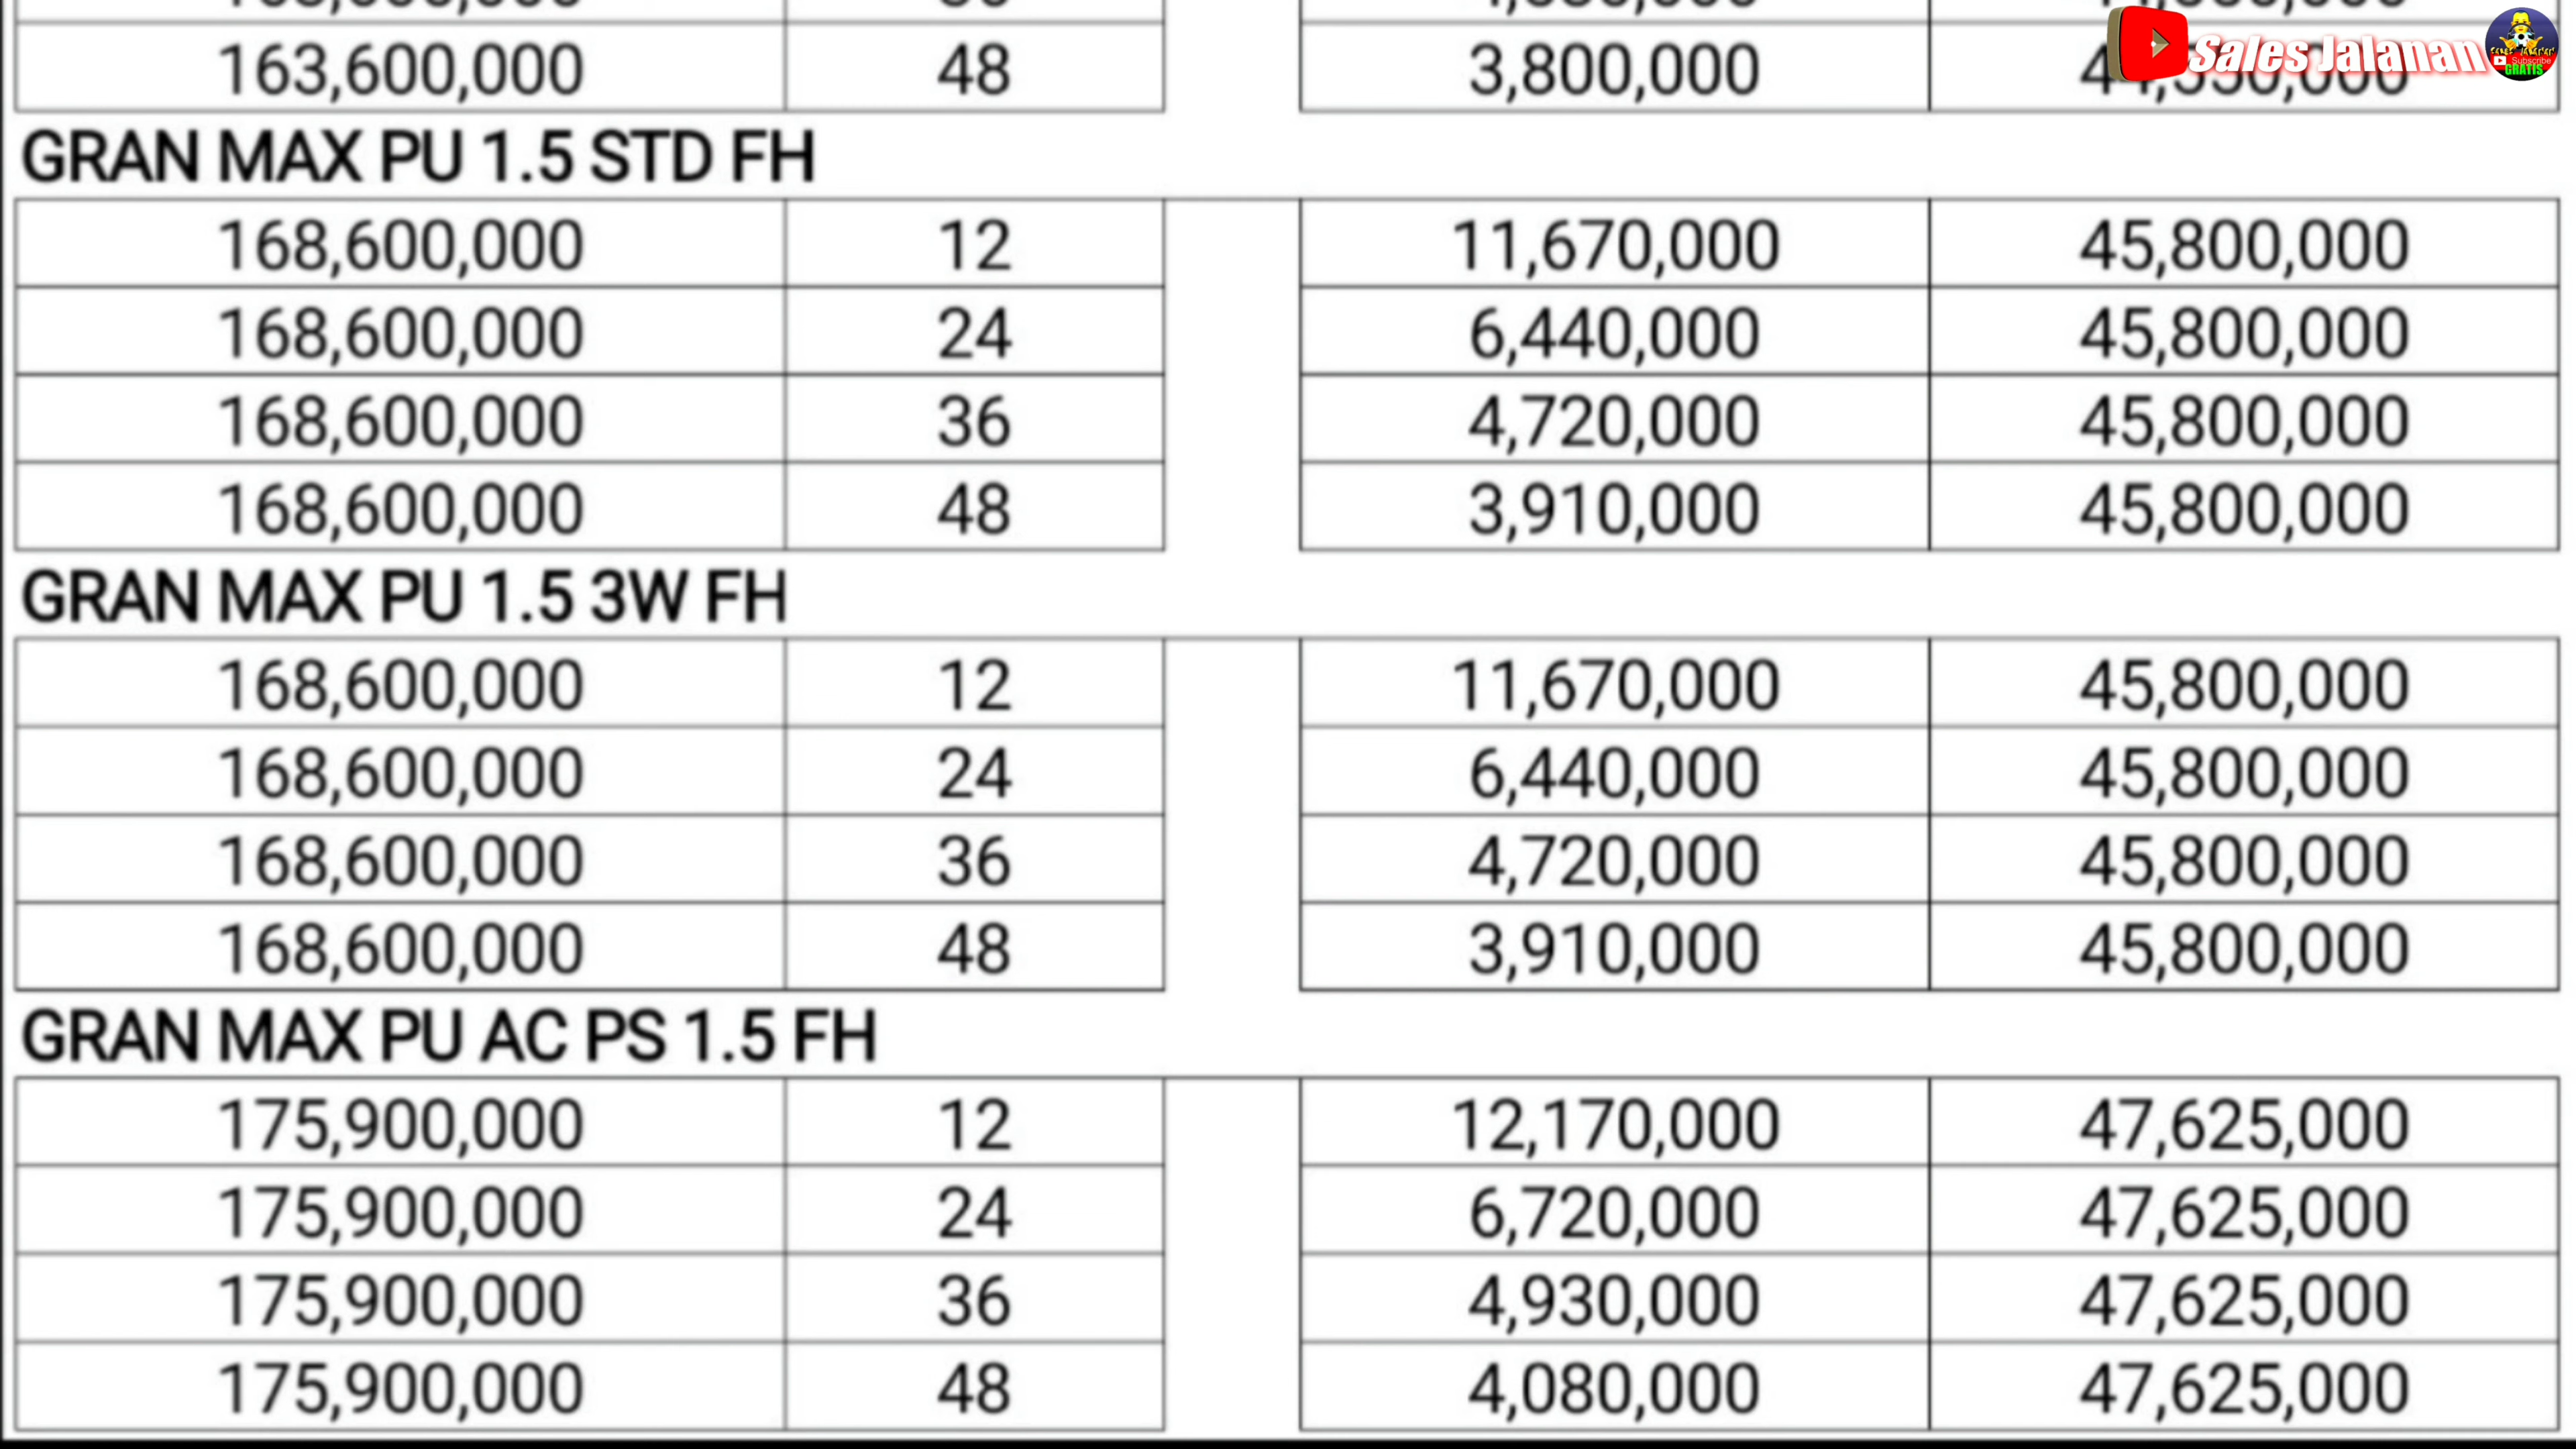 163,600,000 48 3,800,000
Sales Jalanan
Subscribe
GRATIS
GRAN MAX PU 1.5 STD FH
168,600,000 12 11,670,000 45,800,000
168,600,000 24 6,440,000 45,800,000
168,600,000 36 4,720,000 45,800,000
168,600,000 48 3,910,000 45,800,000
GRAN MAX PU 1.5 3W FH
168,600,000 12 11,670,000 45,800,000
168,600,000 24 6,440,000 45,800,000
168,600,000 36 4,720,000 45,800,000
168,600,000 48 3,910,000 45,800,000
GRAN MAX PU AC PS 1.5 FH
175,900,000 12 12,170,000 47,625,000
175,900,000 24 6,720,000 47,625,000
175,900,000 36 4,930,000 47,625,000
175,900,000 48 4,080,000 47,625,000